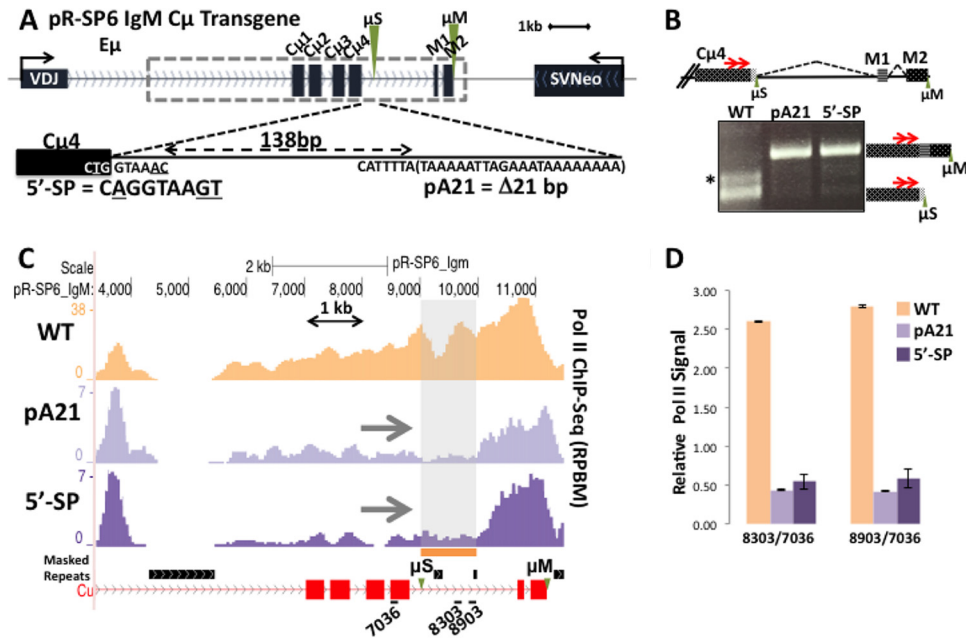 A
pR-SP6 IgM Cμ Transgene
Eμ
Cμ1
Cμ2
Cμ3
Cμ4
μS
M1
M2
μM
1kb
VDJ
SVNeo
Cμ4
138bp
CTG GTAAAC
CATTTTA(TAAAAATTAGAAATAAAAAAAA)
5’-SP = CAGGTAAGT
pA21 = Δ21 bp
B
Cμ4
M1
M2
μS
μM
WT
pA21
5’-SP
*
μM
μS
C
Scale
2 kb
pR-SP6_Igm
pR-SP6_IgM:
4,000
5,000
6,000
7,000
8,000
9,000
10,000
11,000
38
1 kb
WT
0
7
pA21
0
7
5’-SP
0
Pol II ChIP-Seq (RPBM)
Masked
Repeats
μS
μM
Cu
7036
8303
8903
D
Relative Pol II Signal
3.00
2.50
2.00
1.50
1.00
0.50
0.00
WT
pA21
5’-SP
8303/7036
8903/7036